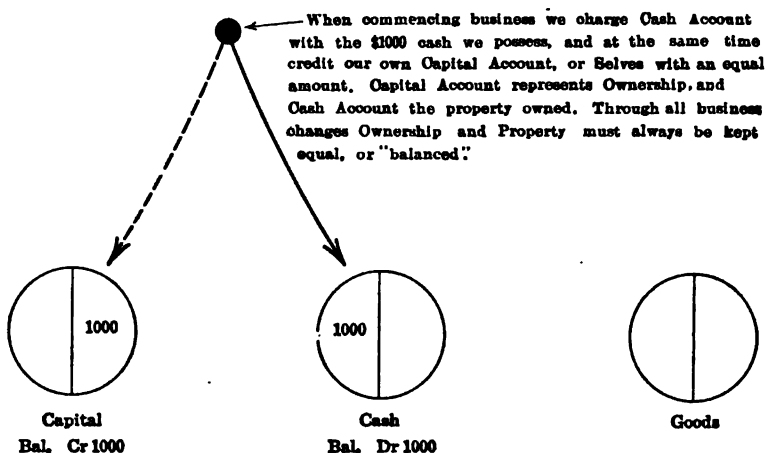 When commencing business we charge Cash Account
with the $1000 cash we possess, and at the same time
credit our own Capital Account, or Selves with an equal
amount. Capital Account represents Ownership, and
Cash Account the property owned. Through all business
changes Ownership and Property must always be kept
equal, or "balanced".
1000
1000
Capital
Cash
Goods
Bal. Cr 1000
Bal. Dr 1000